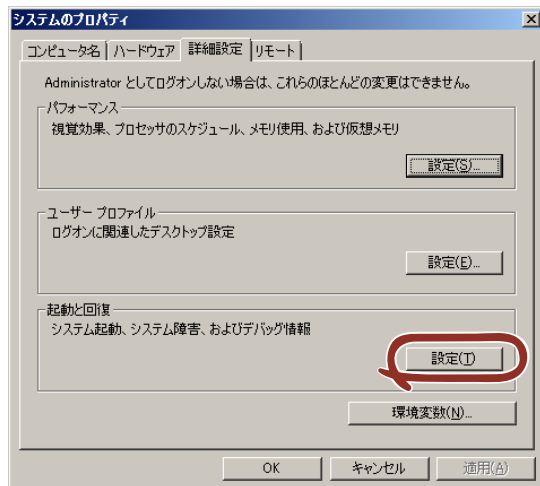 システムのプロパティ
コンピュータ名 ハードウェア 詳細設定 リモート
Administrator としてログオンしない場合は、これらのほとんどの変更はできません。
パフォーマンス
視覚効果、プロセッサのスケジュール、メモリ使用、および仮想メモリ
設定(S)...
ユーザー プロファイル
ログオンに関連したデスクトップ設定
設定(E)...
起動と回復
システム起動、システム障害、およびデバッグ情報
設定(T)
環境変数(N)...
OK キャンセル 適用(A)